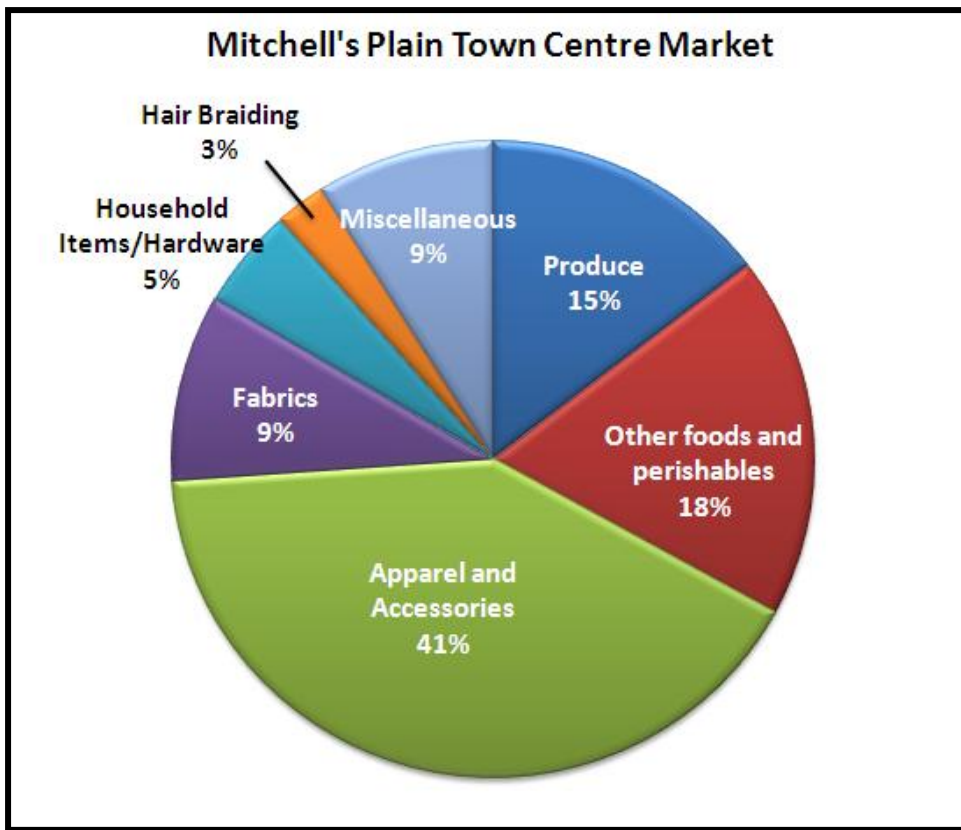 Mitchell's Plain Town Centre Market
Hair Braiding
3%
Household
Items/Hardware
5%
Miscellaneous
9%
Produce
15%
Fabrics
9%
Other foods and
perishables
18%
Apparel and
Accessories
41%